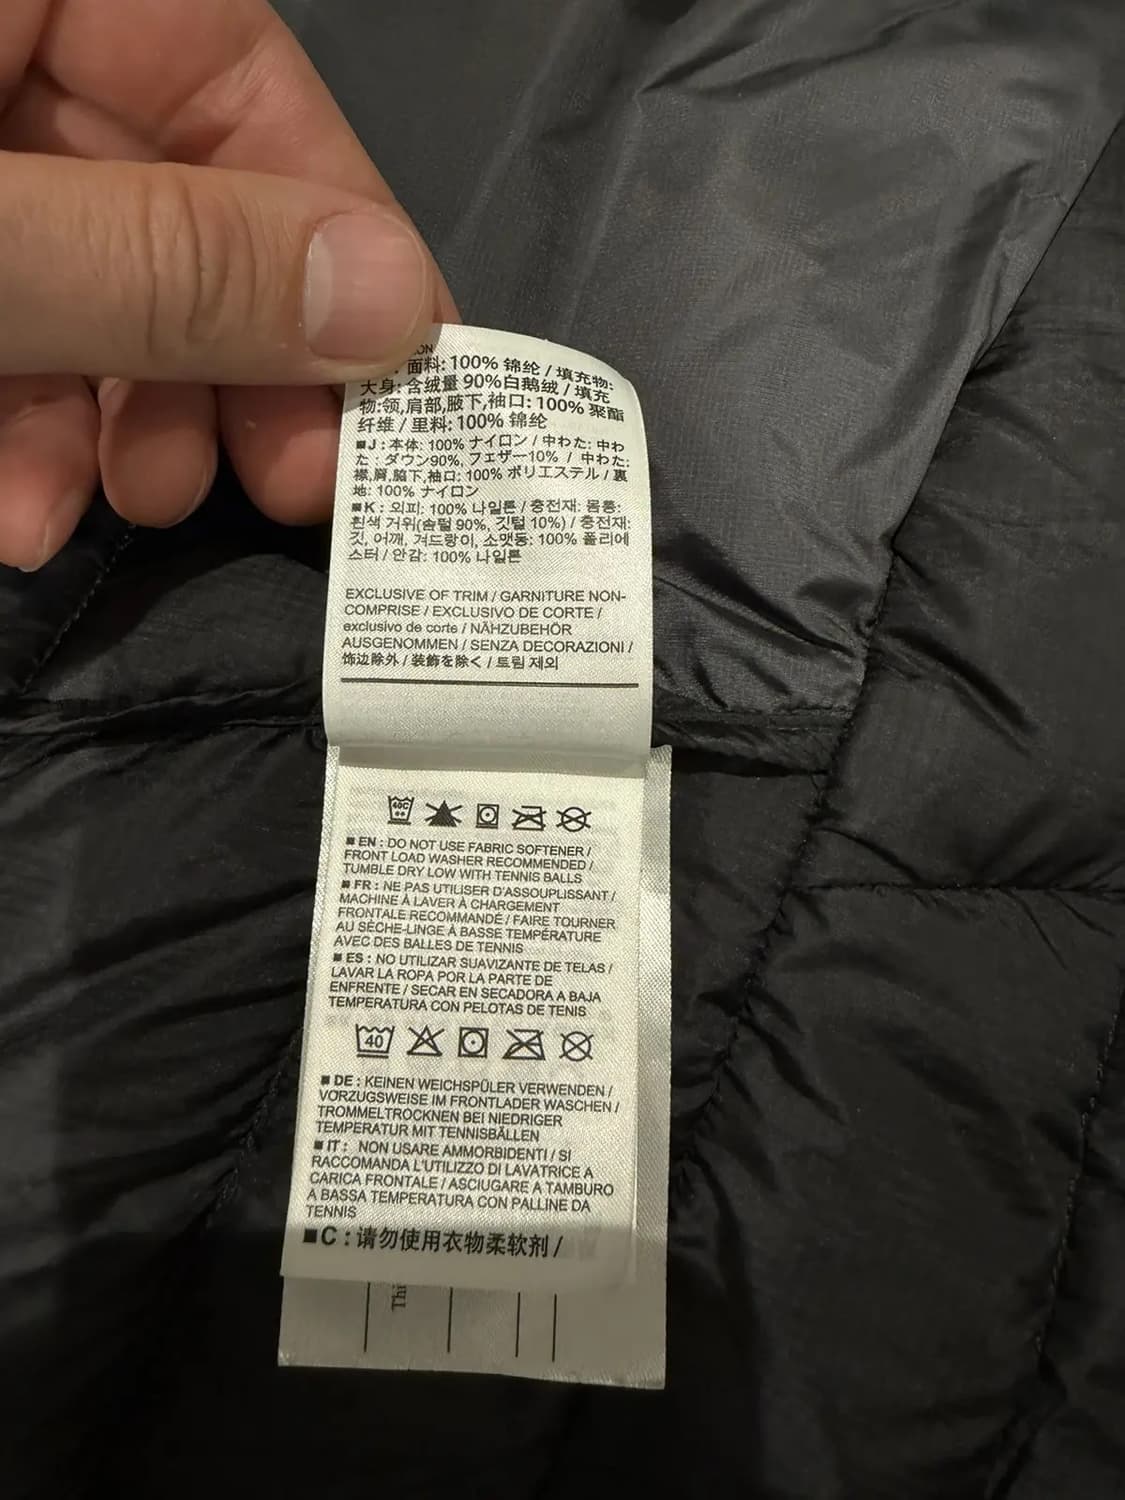 面料: 100% 锦纶 / 填充物:
大身: 含绒量 90%白鹅绒 / 填充
物:领,肩部,腋下,袖口: 100% 聚酯
纤维 / 里料: 100% 锦纶
■J : 本体: 100% ナイロン / 中わた: 中わ
た : ダウン90%, フェザー10% / 中わた:
襟,肩,脇下,袖口: 100% ポリエステル / 裏
地: 100% ナイロン
■K : 외피: 100% 나일론 / 충전재: 몸통:
흰색 거위(솜털 90%, 깃털 10%) / 충전재:
깃, 어깨, 겨드랑이, 소맷동: 100% 폴리에
스터 / 안감: 100% 나일론
EXCLUSIVE OF TRIM / GARNITURE NON-
COMPRISE / EXCLUSIVO DE CORTE /
exclusivo de corte / NÄHZUBEHÖR
AUSGENOMMEN / SENZA DECORAZIONI /
饰边除外 / 装飾を除く / 트림 제외
40C
■ EN : DO NOT USE FABRIC SOFTENER /
FRONT LOAD WASHER RECOMMENDED /
TUMBLE DRY LOW WITH TENNIS BALLS
■ FR : NE PAS UTILISER D'ASSOUPLISSANT /
MACHINE À LAVER À CHARGEMENT
FRONTALE RECOMMANDÉ / FAIRE TOURNER
AU SÈCHE-LINGE À BASSE TEMPÉRATURE
AVEC DES BALLES DE TENNIS
■ ES : NO UTILIZAR SUAVIZANTE DE TELAS /
LAVAR LA ROPA POR LA PARTE DE
ENFRENTE / SECAR EN SECADORA A BAJA
TEMPERATURA CON PELOTAS DE TENIS
40
■ DE : KEINEN WEICHSPÜLER VERWENDEN /
VORZUGSWEISE IM FRONTLADER WASCHEN /
TROMMELTROCKNEN BEI NIEDRIGER
TEMPERATUR MIT TENNISBÄLLEN
■ IT : NON USARE AMMORBIDENTI / SI
RACCOMANDA L'UTILIZZO DI LAVATRICE A
CARICA FRONTALE / ASCIUGARE A TAMBURO
A BASSA TEMPERATURA CON PALLINE DA
TENNIS
■C : 请勿使用衣物柔软剂 /